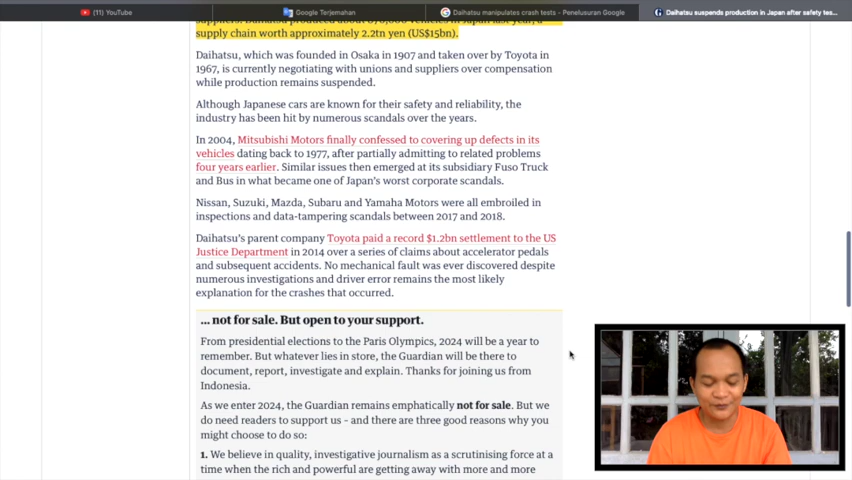 (11) YouTube
Google Terjemahan
Daihatsu manipulates crash tests - Penelusuran Google
Daihatsu suspends production in Japan after safety tes...
suppliers. Daihatsu produced about 870,000 vehicles in Japan last year, a
supply chain worth approximately 2.2tn yen (US$15bn).
Daihatsu, which was founded in Osaka in 1907 and taken over by Toyota in
1967, is currently negotiating with unions and suppliers over compensation
while production remains suspended.
Although Japanese cars are known for their safety and reliability, the
industry has been hit by numerous scandals over the years.
In 2004, Mitsubishi Motors finally confessed to covering up defects in its
vehicles dating back to 1977, after partially admitting to related problems
four years earlier. Similar issues then emerged at its subsidiary Fuso Truck
and Bus in what became one of Japan's worst corporate scandals.
Nissan, Suzuki, Mazda, Subaru and Yamaha Motors were all embroiled in
inspections and data-tampering scandals between 2017 and 2018.
Daihatsu's parent company Toyota paid a record $1.2bn settlement to the US
Justice Department in 2014 over a series of claims about accelerator pedals
and subsequent accidents. No mechanical fault was ever discovered despite
numerous investigations and driver error remains the most likely
explanation for the crashes that occurred.
... not for sale. But open to your support.
From presidential elections to the Paris Olympics, 2024 will be a year to
remember. But whatever lies in store, the Guardian will be there to
document, report, investigate and explain. Thanks for joining us from
Indonesia.
As we enter 2024, the Guardian remains emphatically not for sale. But we
do need readers to support us – and there are three good reasons why you
might choose to do so:
1. We believe in quality, investigative journalism as a scrutinising force at a
time when the rich and powerful are getting away with more and more